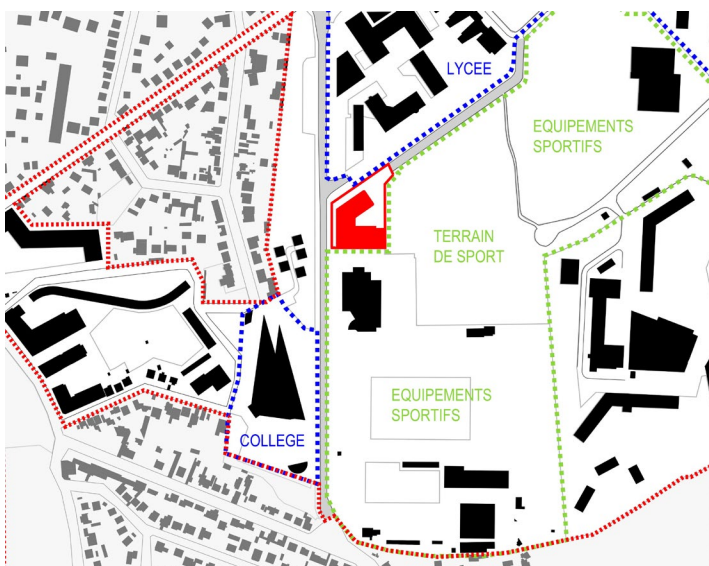 LYCEE
EQUIPEMENTS
SPORTIFS
TERRAIN
DE SPORT
EQUIPEMENTS
SPORTIFS
COLLEGE